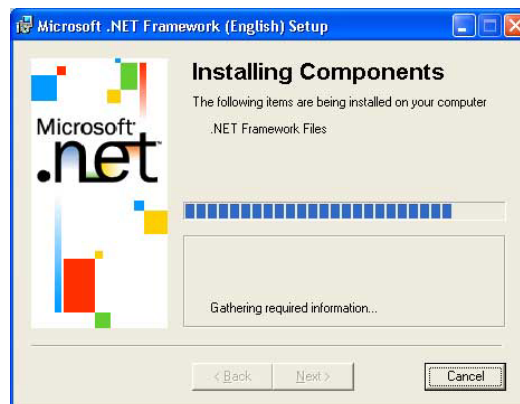 Microsoft .NET Framework (English) Setup
Installing Components
The following items are being installed on your computer
.NET Framework Files
Microsoft
.net
Gathering required information...
< Back
Next >
Cancel